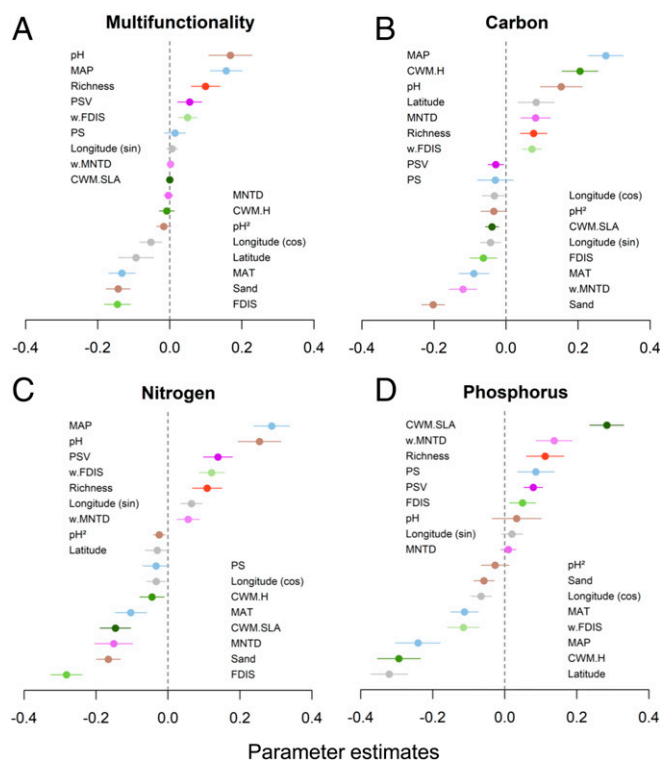 A
Multifunctionality
pH
MAP
Richness
PSV
w.FDIS
PS
Longitude (sin)
w.MNTD
CWM.SLA
MNTD
CWM.H
pH²
Longitude (cos)
Latitude
MAT
Sand
FDIS
-0.4 -0.2 0.0 0.2 0.4
B
Carbon
MAP
CWM.H
pH
Latitude
MNTD
Richness
w.FDIS
PSV
PS
Longitude (cos)
pH²
CWM.SLA
Longitude (sin)
FDIS
MAT
w.MNTD
Sand
-0.4 -0.2 0.0 0.2 0.4
C
Nitrogen
MAP
pH
PSV
w.FDIS
Richness
Longitude (sin)
w.MNTD
pH²
Latitude
PS
Longitude (cos)
CWM.H
MAT
CWM.SLA
MNTD
Sand
FDIS
-0.4 -0.2 0.0 0.2 0.4
D
Phosphorus
CWM.SLA
w.MNTD
Richness
PS
PSV
FDIS
pH
Longitude (sin)
MNTD
pH²
Sand
Longitude (cos)
MAT
w.FDIS
MAP
CWM.H
Latitude
-0.4 -0.2 0.0 0.2 0.4
Parameter estimates